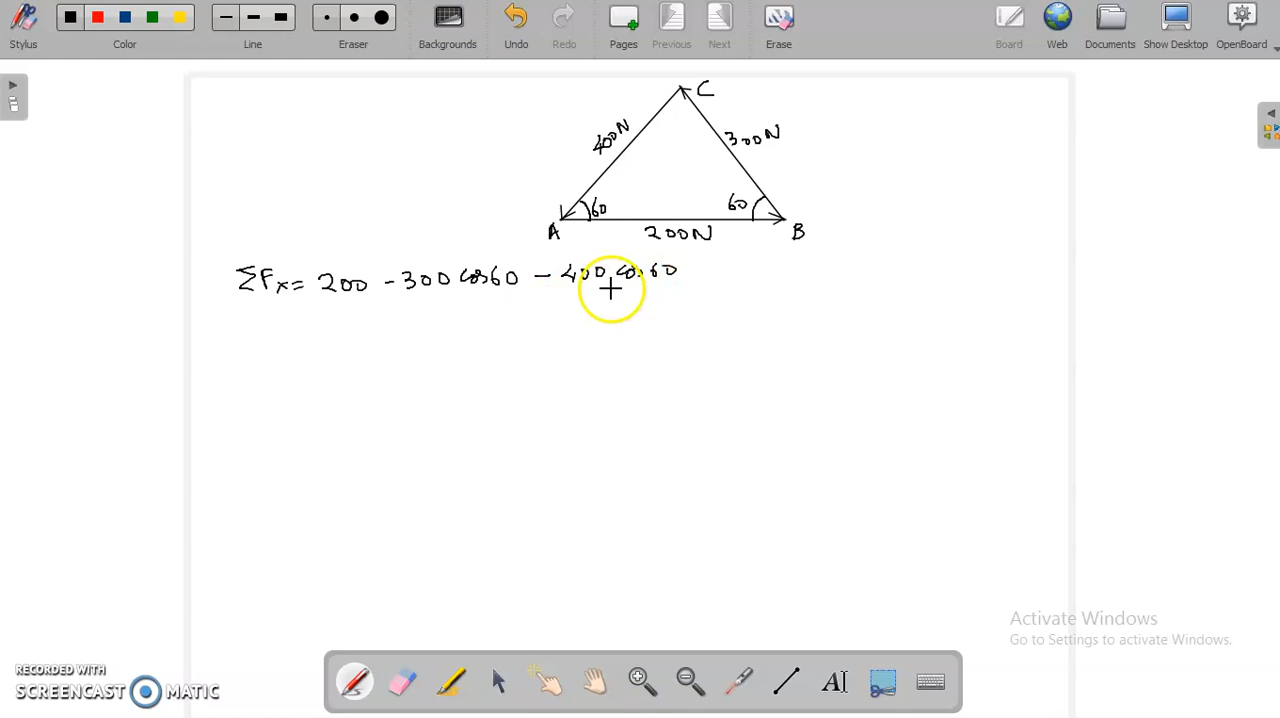 Stylus Color Line Eraser Backgrounds Undo Redo Pages Previous Next Erase Board Web Documents Show Desktop OpenBoard
C
400N
300N
60 60
A 200N B
ΣFx = 200 - 300 cos60 - 400 cos60
Activate Windows
Go to Settings to activate Windows.
RECORDED WITH
SCREENCAST MATIC